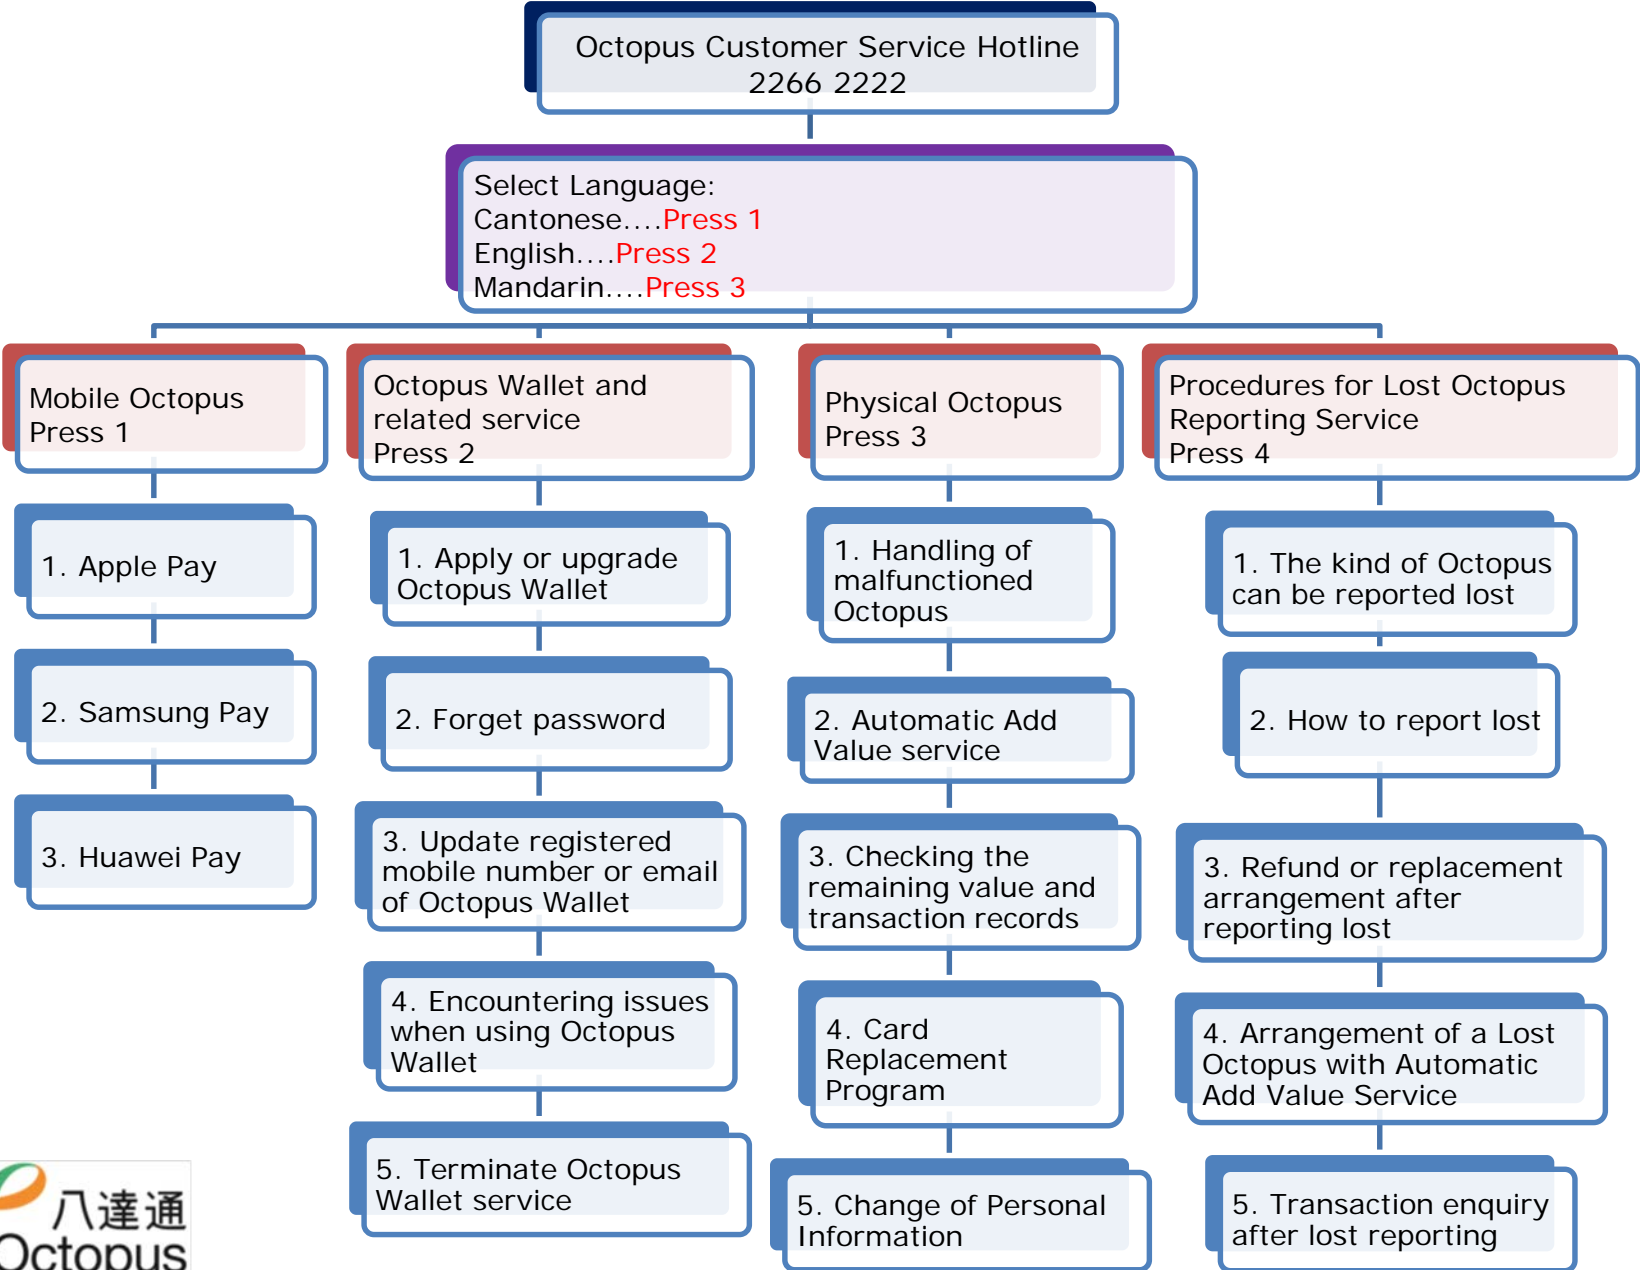 Octopus Customer Service Hotline
2266 2222
Select Language:
Cantonese....Press 1
English....Press 2
Mandarin....Press 3
Mobile Octopus
Press 1
1. Apple Pay
2. Samsung Pay
3. Huawei Pay
Octopus Wallet and
related service
Press 2
1. Apply or upgrade
Octopus Wallet
2. Forget password
3. Update registered
mobile number or email
of Octopus Wallet
4. Encountering issues
when using Octopus
Wallet
5. Terminate Octopus
Wallet service
Physical Octopus
Press 3
1. Handling of
malfunctioned
Octopus
2. Automatic Add
Value service
3. Checking the
remaining value and
transaction records
4. Card
Replacement
Program
5. Change of Personal
Information
Procedures for Lost Octopus
Reporting Service
Press 4
1. The kind of Octopus
can be reported lost
2. How to report lost
3. Refund or replacement
arrangement after
reporting lost
4. Arrangement of a Lost
Octopus with Automatic
Add Value Service
5. Transaction enquiry
after lost reporting
八達通
Octopus